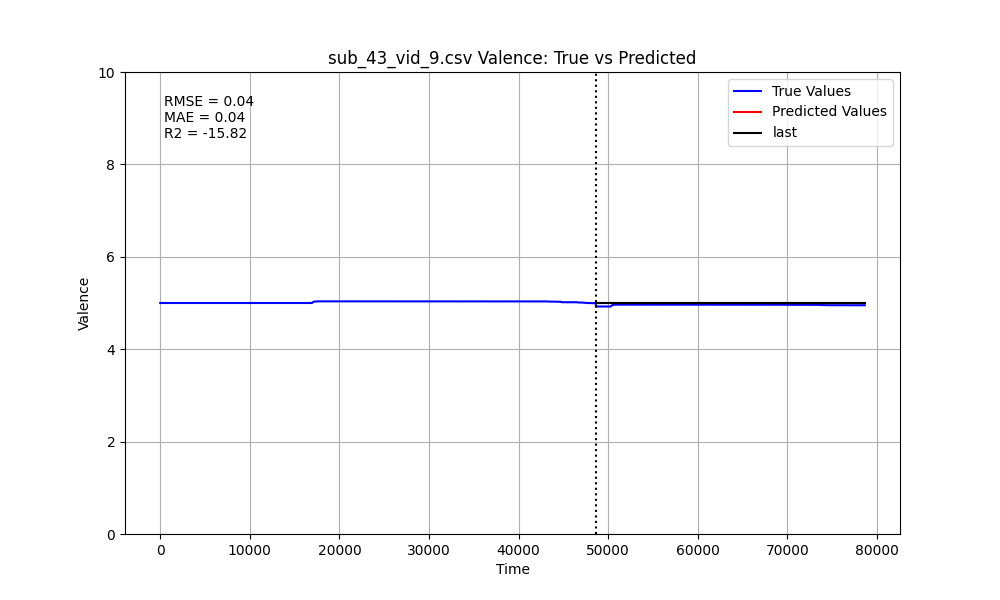 sub_43_vid_9.csv Valence: True vs Predicted
10
8
6
4
2
0
Valence
RMSE = 0.04
MAE = 0.04
R2 = -15.82
True Values
Predicted Values
last
0 10000 20000 30000 40000 50000 60000 70000 80000
Time